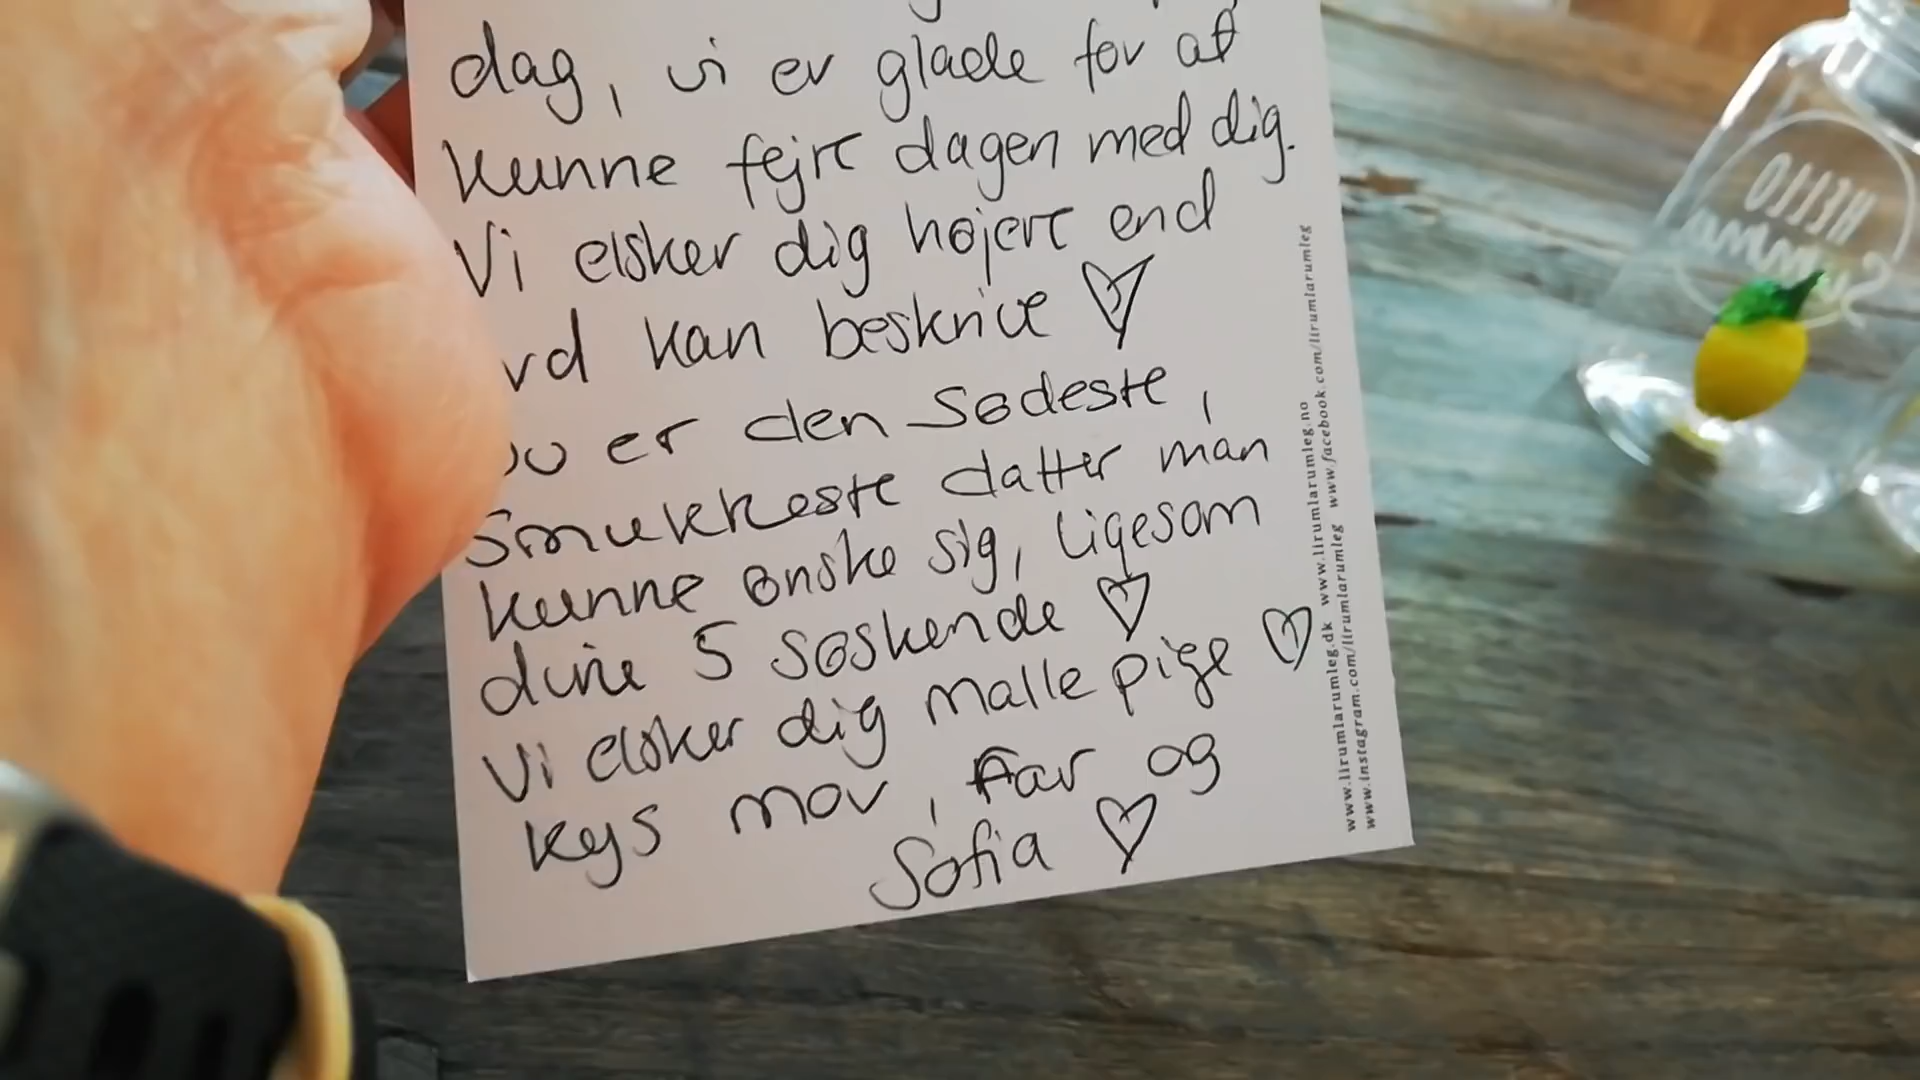 dag, vi er glade for at
kunne fejre dagen med dig.
Vi elsker dig højere end
rd kan beskrive ♡
er den sødeste,
smukkeste datter man
kunne ønske sig, ligesom
dine 5 søskende ♡
Vi elsker dig Malle pige ♡
kys mor, Far og
Sofia ♡
www.lirumlarumleg.dk www.lirumlarumleg.no
www.instagram.com/lirumlarumleg www.facebook.com/lirumlarumleg
HELLO
Summer